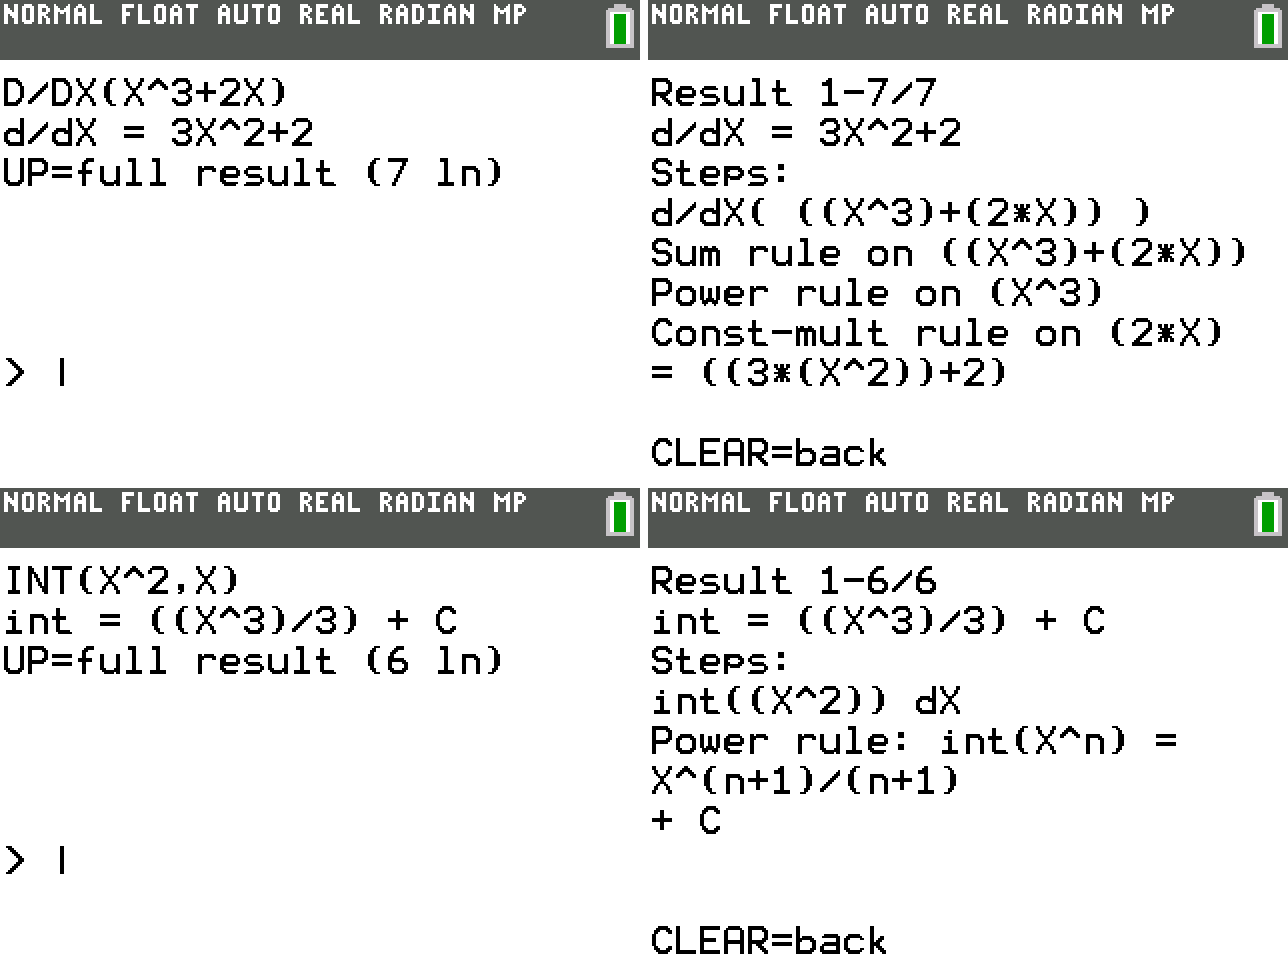 NORMAL FLOAT AUTO REAL RADIAN MP
D/DX(X^3+2X)
d/dX = 3X^2+2
UP=full result (7 ln)
> |
NORMAL FLOAT AUTO REAL RADIAN MP
Result 1-7/7
d/dX = 3X^2+2
Steps:
d/dX( ((X^3)+(2*X)) )
Sum rule on ((X^3)+(2*X))
Power rule on (X^3)
Const-mult rule on (2*X)
= ((3*(X^2))+2)
CLEAR=back
NORMAL FLOAT AUTO REAL RADIAN MP
INT(X^2,X)
int = ((X^3)/3) + C
UP=full result (6 ln)
> |
NORMAL FLOAT AUTO REAL RADIAN MP
Result 1-6/6
int = ((X^3)/3) + C
Steps:
int((X^2)) dX
Power rule: int(X^n) =
X^(n+1)/(n+1)
+ C
CLEAR=back